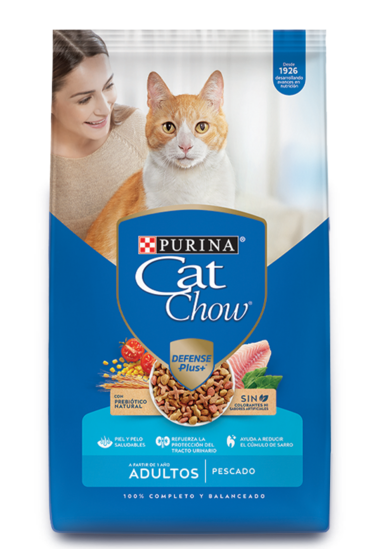 Desde
1926
desarrollando
avances en
nutrición
PURINA®
Cat
Chow®
DEFENSE
Plus+
CON
PREBIÓTICO
NATURAL
SIN
COLORANTES NI
SABORES ARTIFICIALES
PIEL Y PELO
SALUDABLES
REFUERZA LA
PROTECCIÓN DEL
TRACTO URINARIO
AYUDA A REDUCIR
EL CÚMULO DE SARRO
A PARTIR DE 1 AÑO
ADULTOS | PESCADO
100% COMPLETO Y BALANCEADO